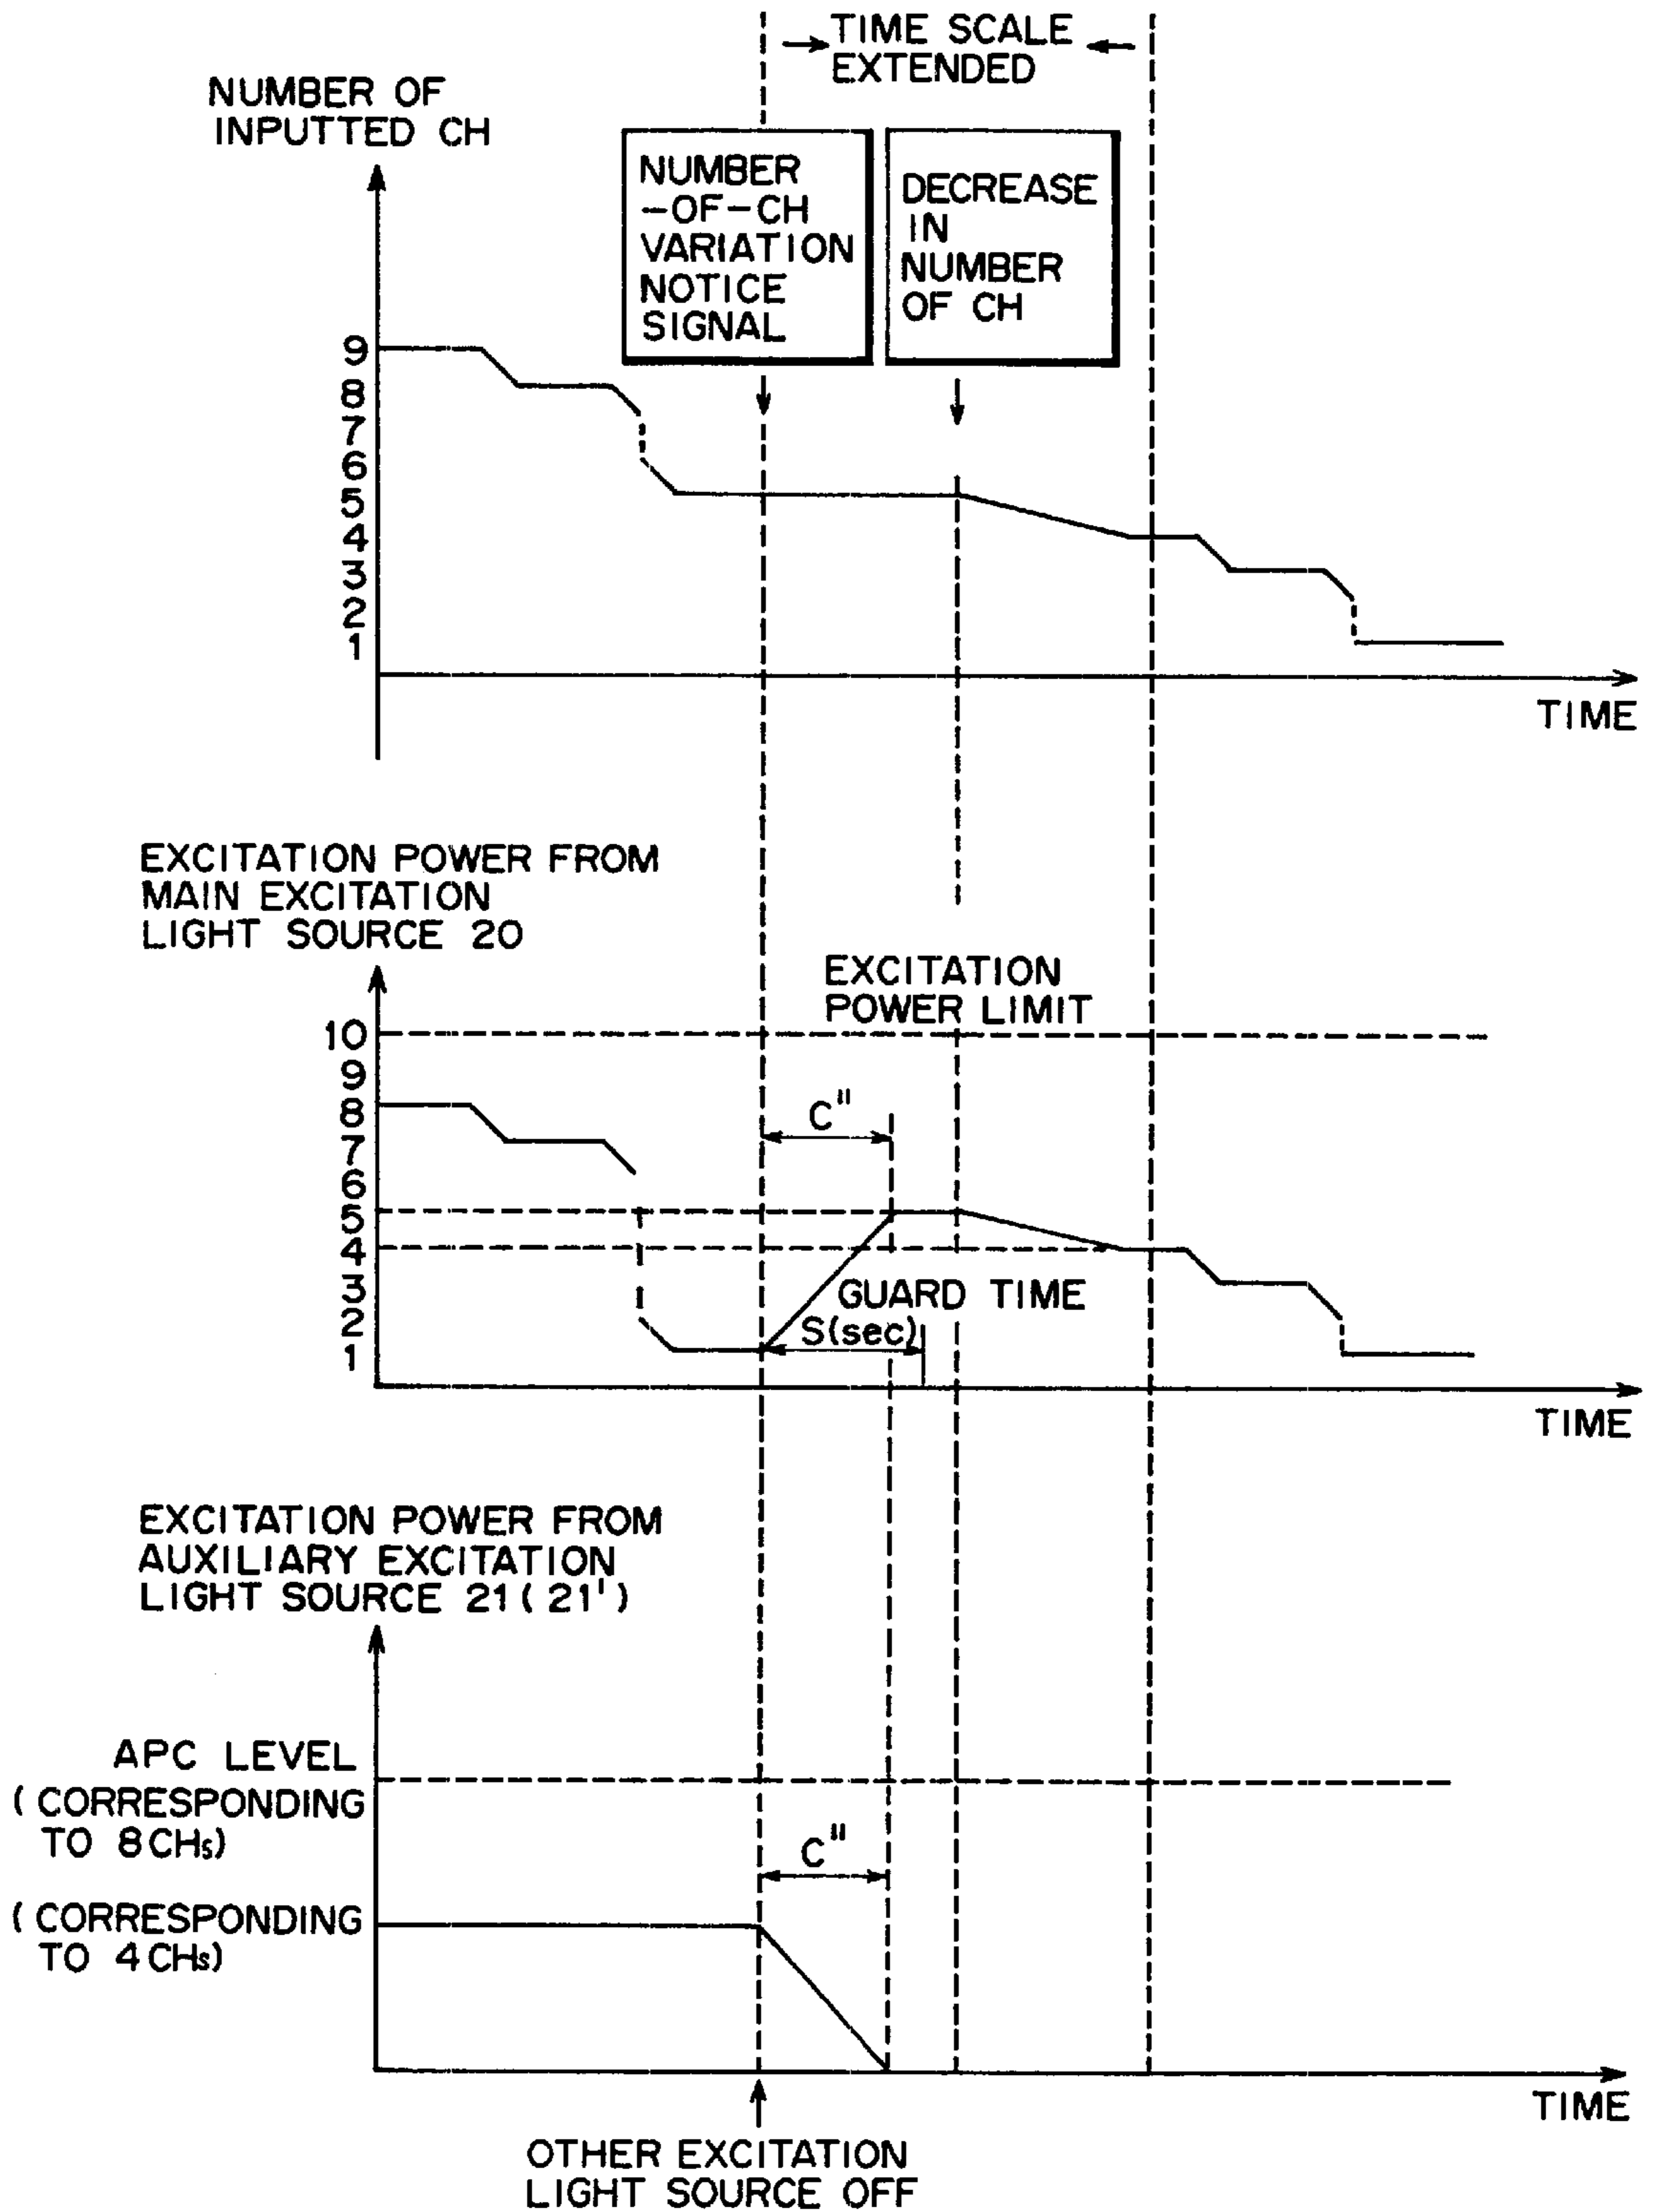 TIME SCALE
EXTENDED
NUMBER OF
INPUTTED CH
NUMBER
-OF-CH
VARIATION
NOTICE
SIGNAL
DECREASE
IN
NUMBER
OF CH
9
8
7
6
5
4
3
2
1
TIME
EXCITATION POWER FROM
MAIN EXCITATION
LIGHT SOURCE 20
EXCITATION
POWER LIMIT
10
9
8
7
6
5
4
3
2
1
C"
GUARD TIME
S(sec)
TIME
EXCITATION POWER FROM
AUXILIARY EXCITATION
LIGHT SOURCE 21(21')
APC LEVEL
(CORRESPONDING
TO 8CHs)
C"
(CORRESPONDING
TO 4CHs)
TIME
OTHER EXCITATION
LIGHT SOURCE OFF